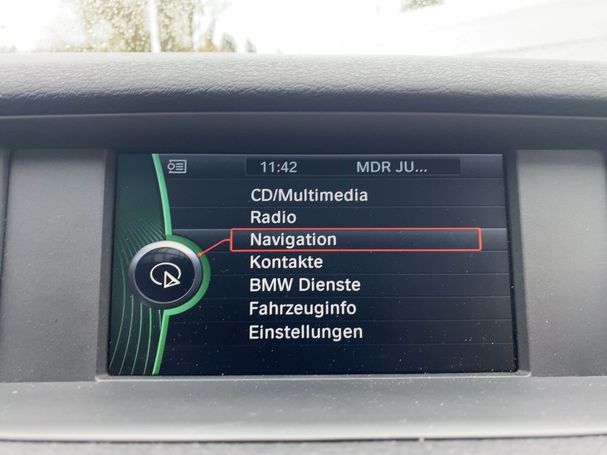 11:42 MDR JU...
CD/Multimedia
Radio
Navigation
Kontakte
BMW Dienste
Fahrzeuginfo
Einstellungen